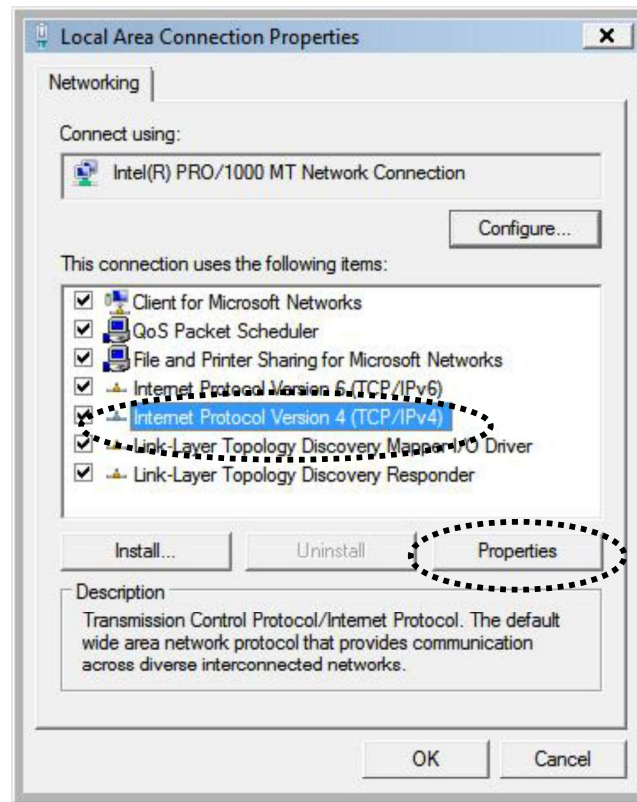 Local Area Connection Properties
Networking
Connect using:
Intel(R) PRO/1000 MT Network Connection
Configure...
This connection uses the following items:
Client for Microsoft Networks
QoS Packet Scheduler
File and Printer Sharing for Microsoft Networks
Internet Protocol Version 6 (TCP/IPv6)
Internet Protocol Version 4 (TCP/IPv4)
Link-Layer Topology Discovery Mapper I/O Driver
Link-Layer Topology Discovery Responder
Install... Uninstall Properties
Description
Transmission Control Protocol/Internet Protocol. The default
wide area network protocol that provides communication
across diverse interconnected networks.
OK Cancel